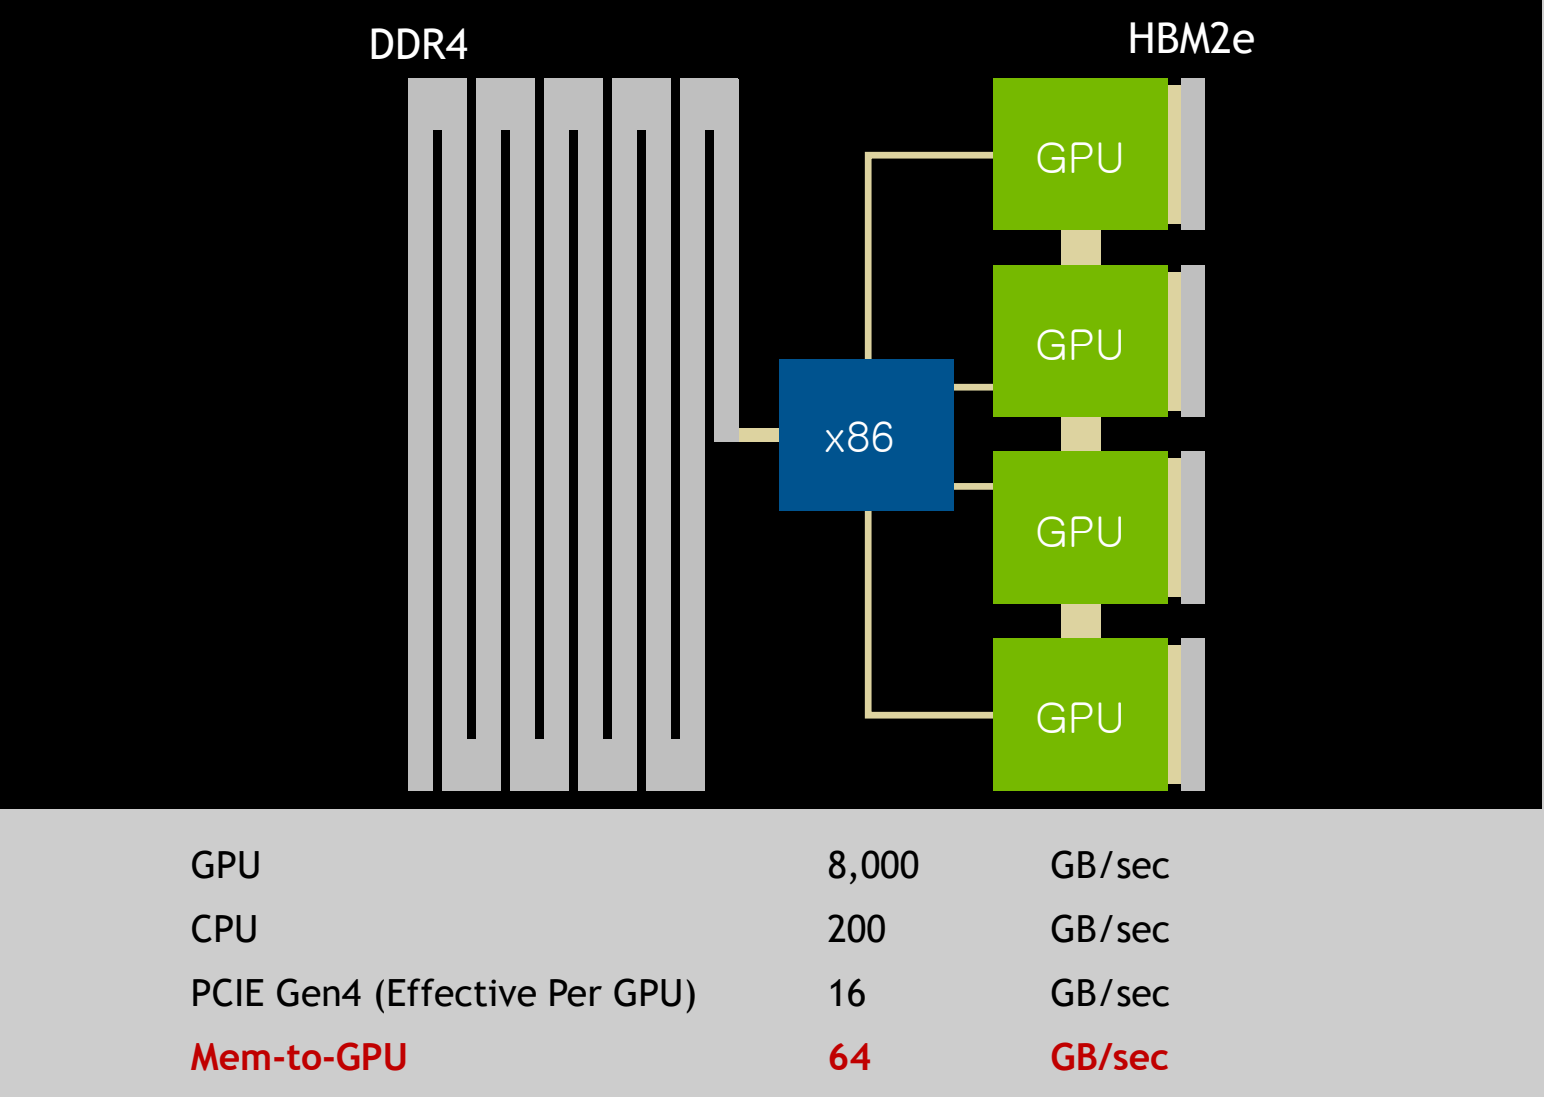 DDR4
HBM2e
GPU
GPU
x86
GPU
GPU
GPU 8,000 GB/sec
CPU 200 GB/sec
PCIE Gen4 (Effective Per GPU) 16 GB/sec
Mem-to-GPU 64 GB/sec